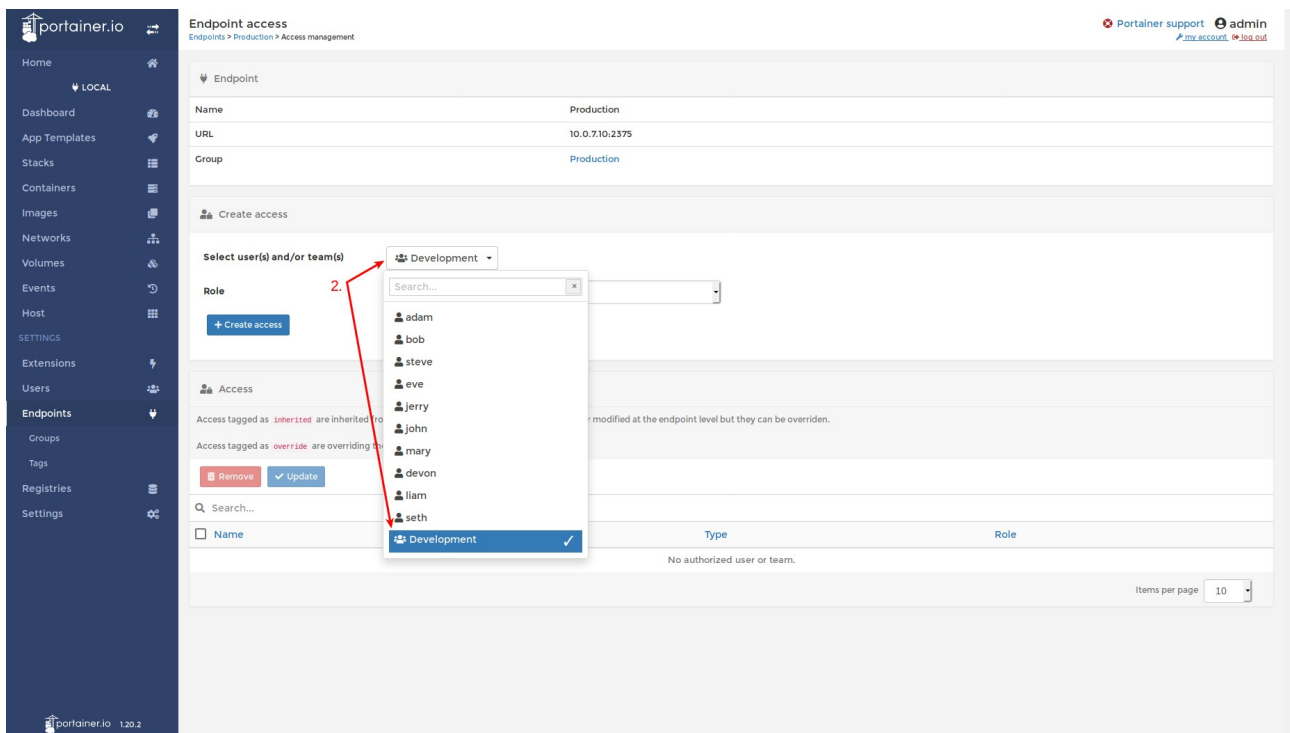 portainer.io
Home
LOCAL
Dashboard
App Templates
Stacks
Containers
Images
Networks
Volumes
Events
Host
SETTINGS
Extensions
Users
Endpoints
Groups
Tags
Registries
Settings
portainer.io 1.20.2
Endpoint access
Endpoints > Production > Access management
Portainer support admin
my account log out
Endpoint
Name Production
URL 10.0.7.10:2375
Group Production
Create access
Select user(s) and/or team(s) Development
2.
Search... ×
Role
adam
+ Create access
bob
steve
eve
jerry
john
mary
devon
liam
seth
Development
Access
Access tagged as inherited are inherited modified at the endpoint level but they can be overriden.
Access tagged as override are overriding
Remove Update
Search...
Name Type Role
No authorized user or team.
Items per page 10